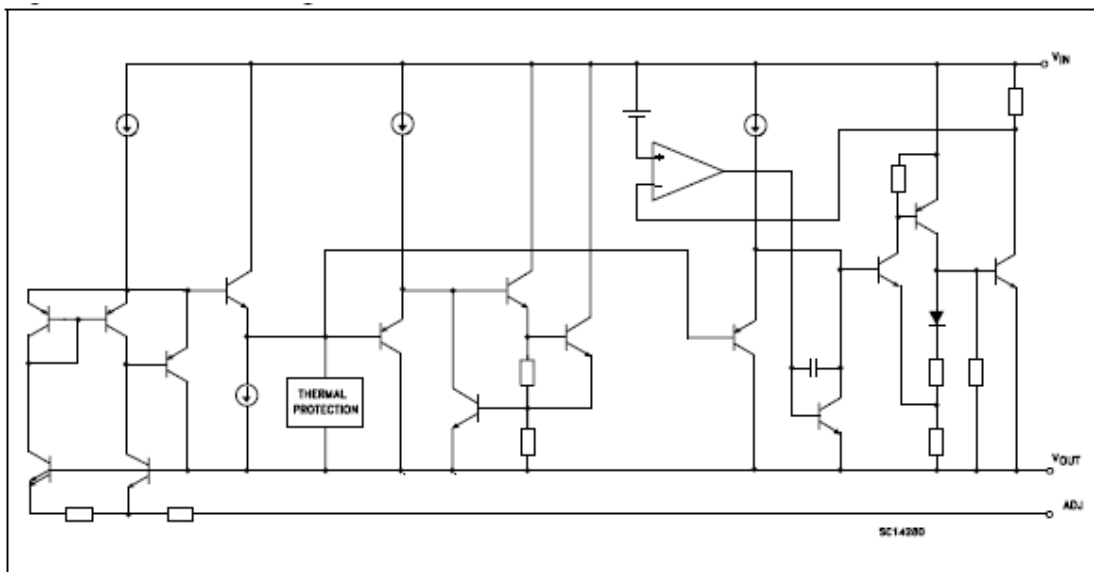 VIN
+
−
THERMAL
PROTECTION
VOUT
ADJ
SC14280